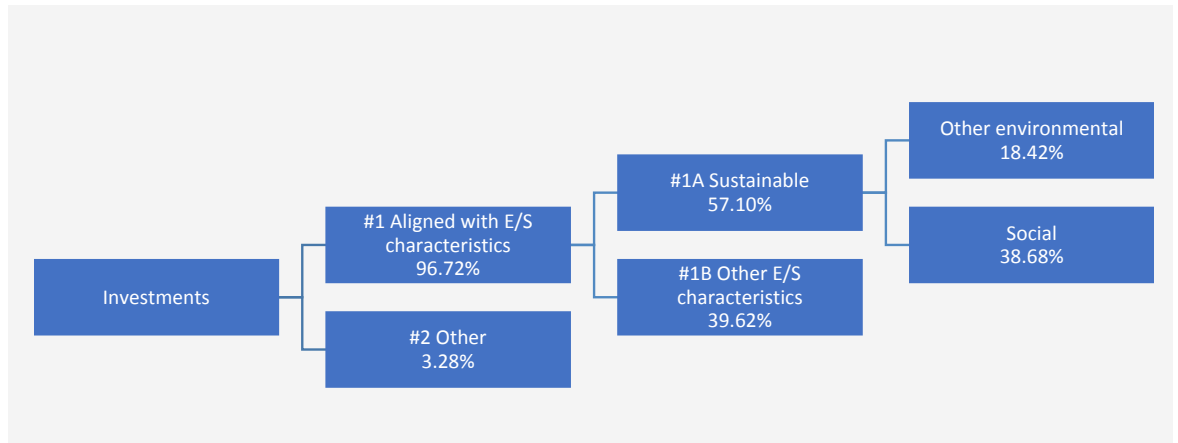 Investments
#1 Aligned with E/S
characteristics
96.72%
#2 Other
3.28%
#1A Sustainable
57.10%
#1B Other E/S
characteristics
39.62%
Other environmental
18.42%
Social
38.68%